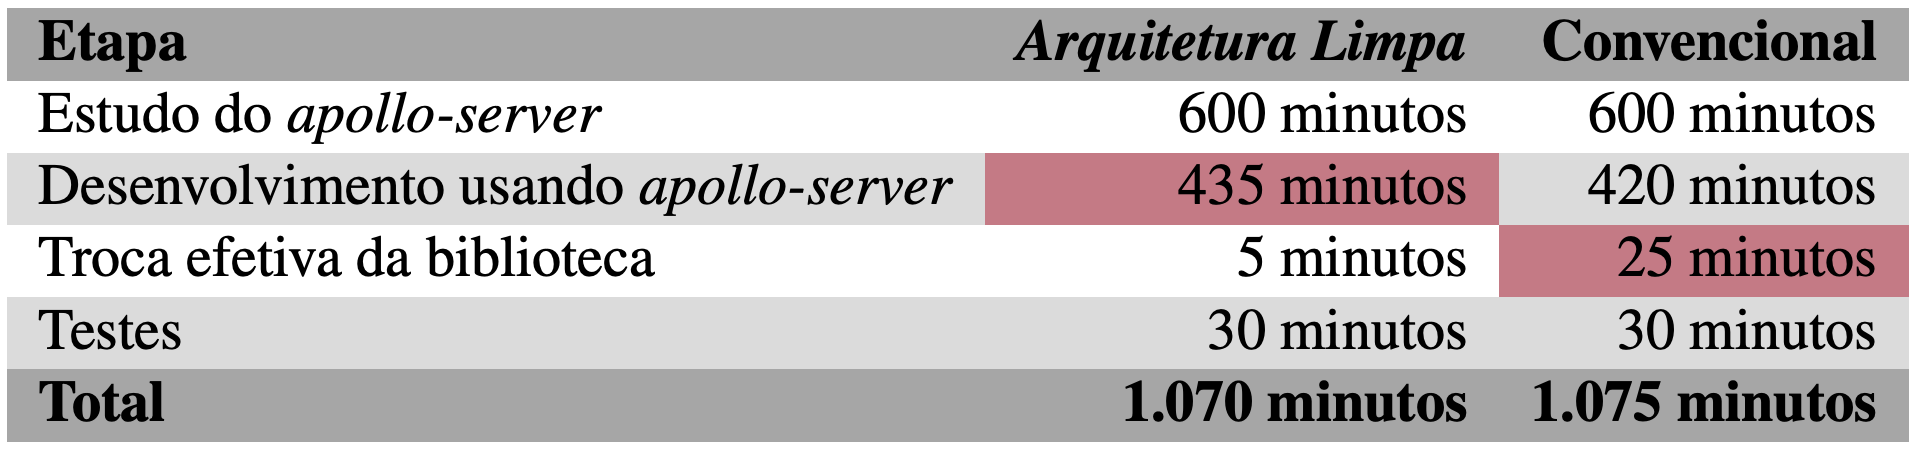 Etapa Arquitetura Limpa Convencional
Estudo do apollo-server 600 minutos 600 minutos
Desenvolvimento usando apollo-server 435 minutos 420 minutos
Troca efetiva da biblioteca 5 minutos 25 minutos
Testes 30 minutos 30 minutos
Total 1.070 minutos 1.075 minutos